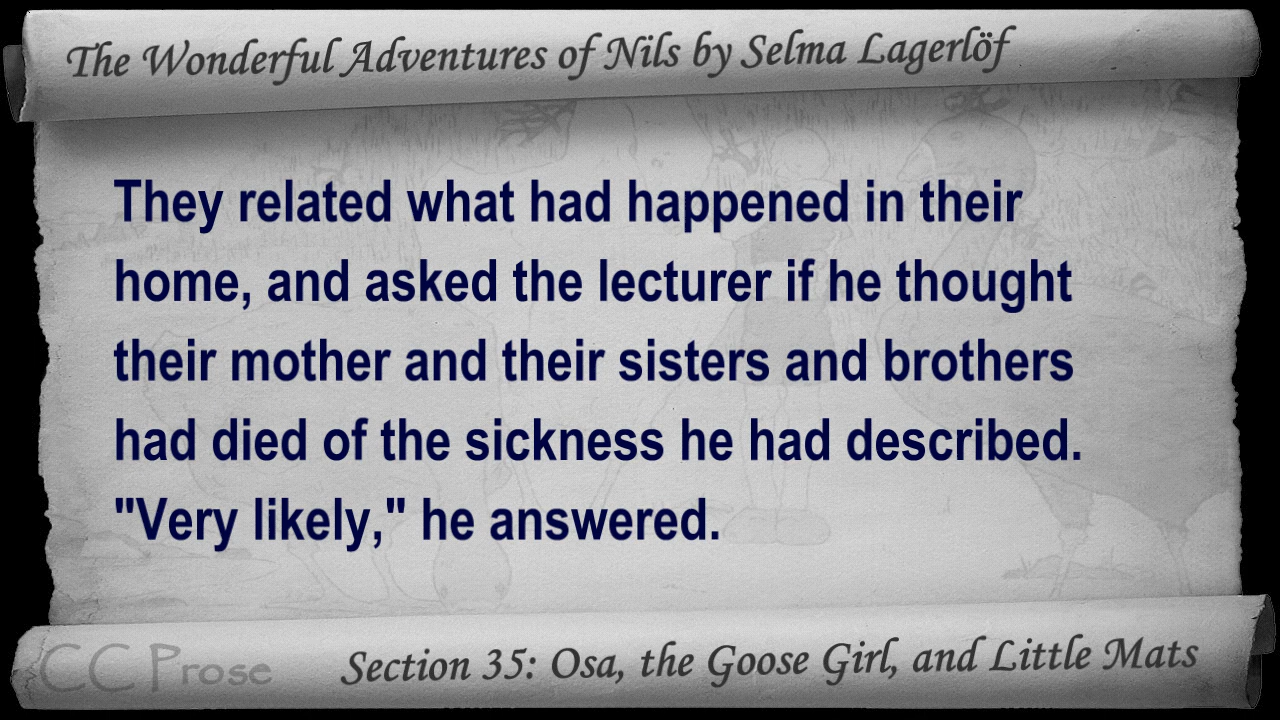 The Wonderful Adventures of Nils by Selma Lagerlöf
They related what had happened in their
home, and asked the lecturer if he thought
their mother and their sisters and brothers
had died of the sickness he had described.
"Very likely," he answered.
CC Prose
Section 35: Osa, the Goose Girl, and Little Mats